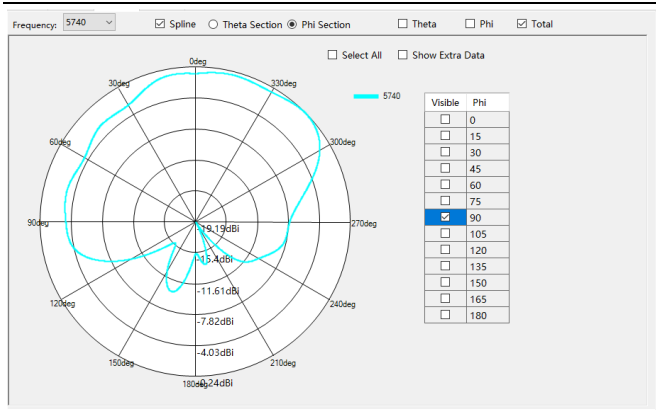 Frequency: 5740 Spline Theta Section Phi Section Theta Phi Total
Select All Show Extra Data
0deg
30deg 330deg
5740
Visible Phi
0
15
60deg 300deg
30
45
60
75
90deg 270deg
90
-19.19dBi
105
120
-15.4dBi
135
-11.61dBi
150
120deg 240deg
165
-7.82dBi
180
-4.03dBi
150deg 210deg
180deg -0.24dBi